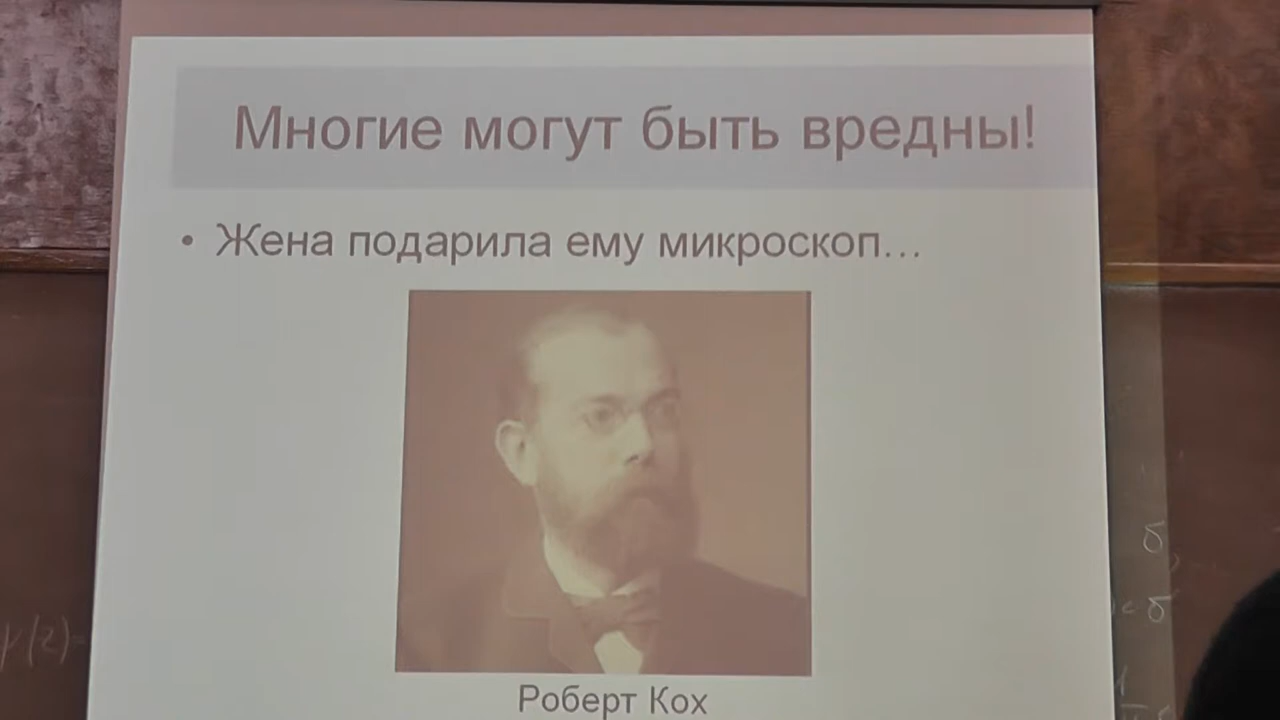 Многие могут быть вредны!
• Жена подарила ему микроскоп...
Роберт Кох